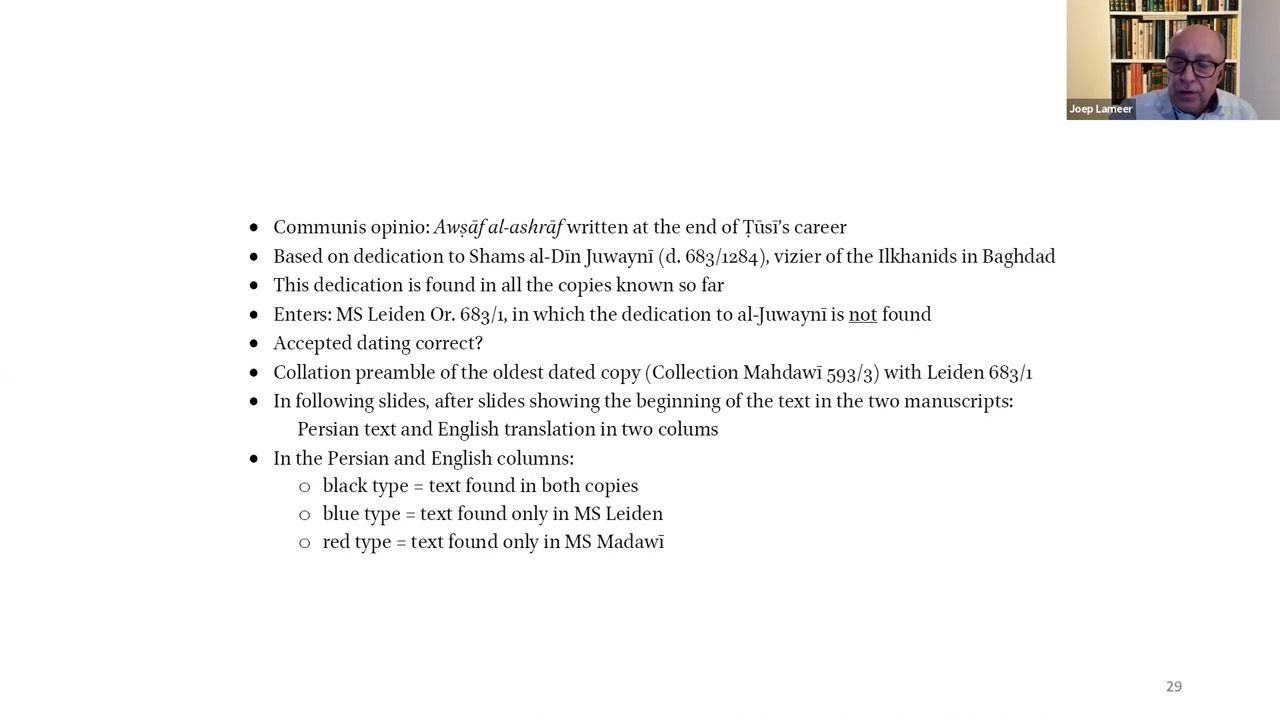 Joep Lameer
● Communis opinio: Awṣāf al-ashrāf written at the end of Ṭūsī’s career
● Based on dedication to Shams al-Dīn Juwaynī (d. 683/1284), vizier of the Ilkhanids in Baghdad
● This dedication is found in all the copies known so far
● Enters: MS Leiden Or. 683/1, in which the dedication to al-Juwaynī is not found
● Accepted dating correct?
● Collation preamble of the oldest dated copy (Collection Mahdawī 593/3) with Leiden 683/1
● In following slides, after slides showing the beginning of the text in the two manuscripts:
Persian text and English translation in two colums
● In the Persian and English columns:
○ black type = text found in both copies
○ blue type = text found only in MS Leiden
○ red type = text found only in MS Madawī
29